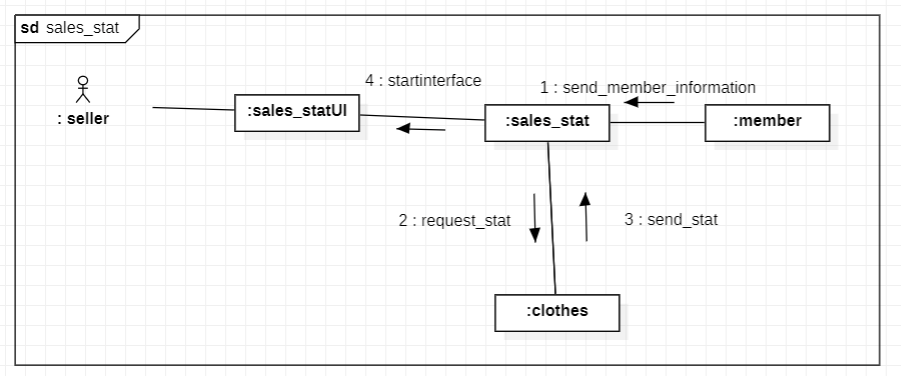 sd sales_stat
4 : startinterface
1 : send_member_information
: seller
:sales_statUI
:sales_stat
:member
2 : request_stat
3 : send_stat
:clothes